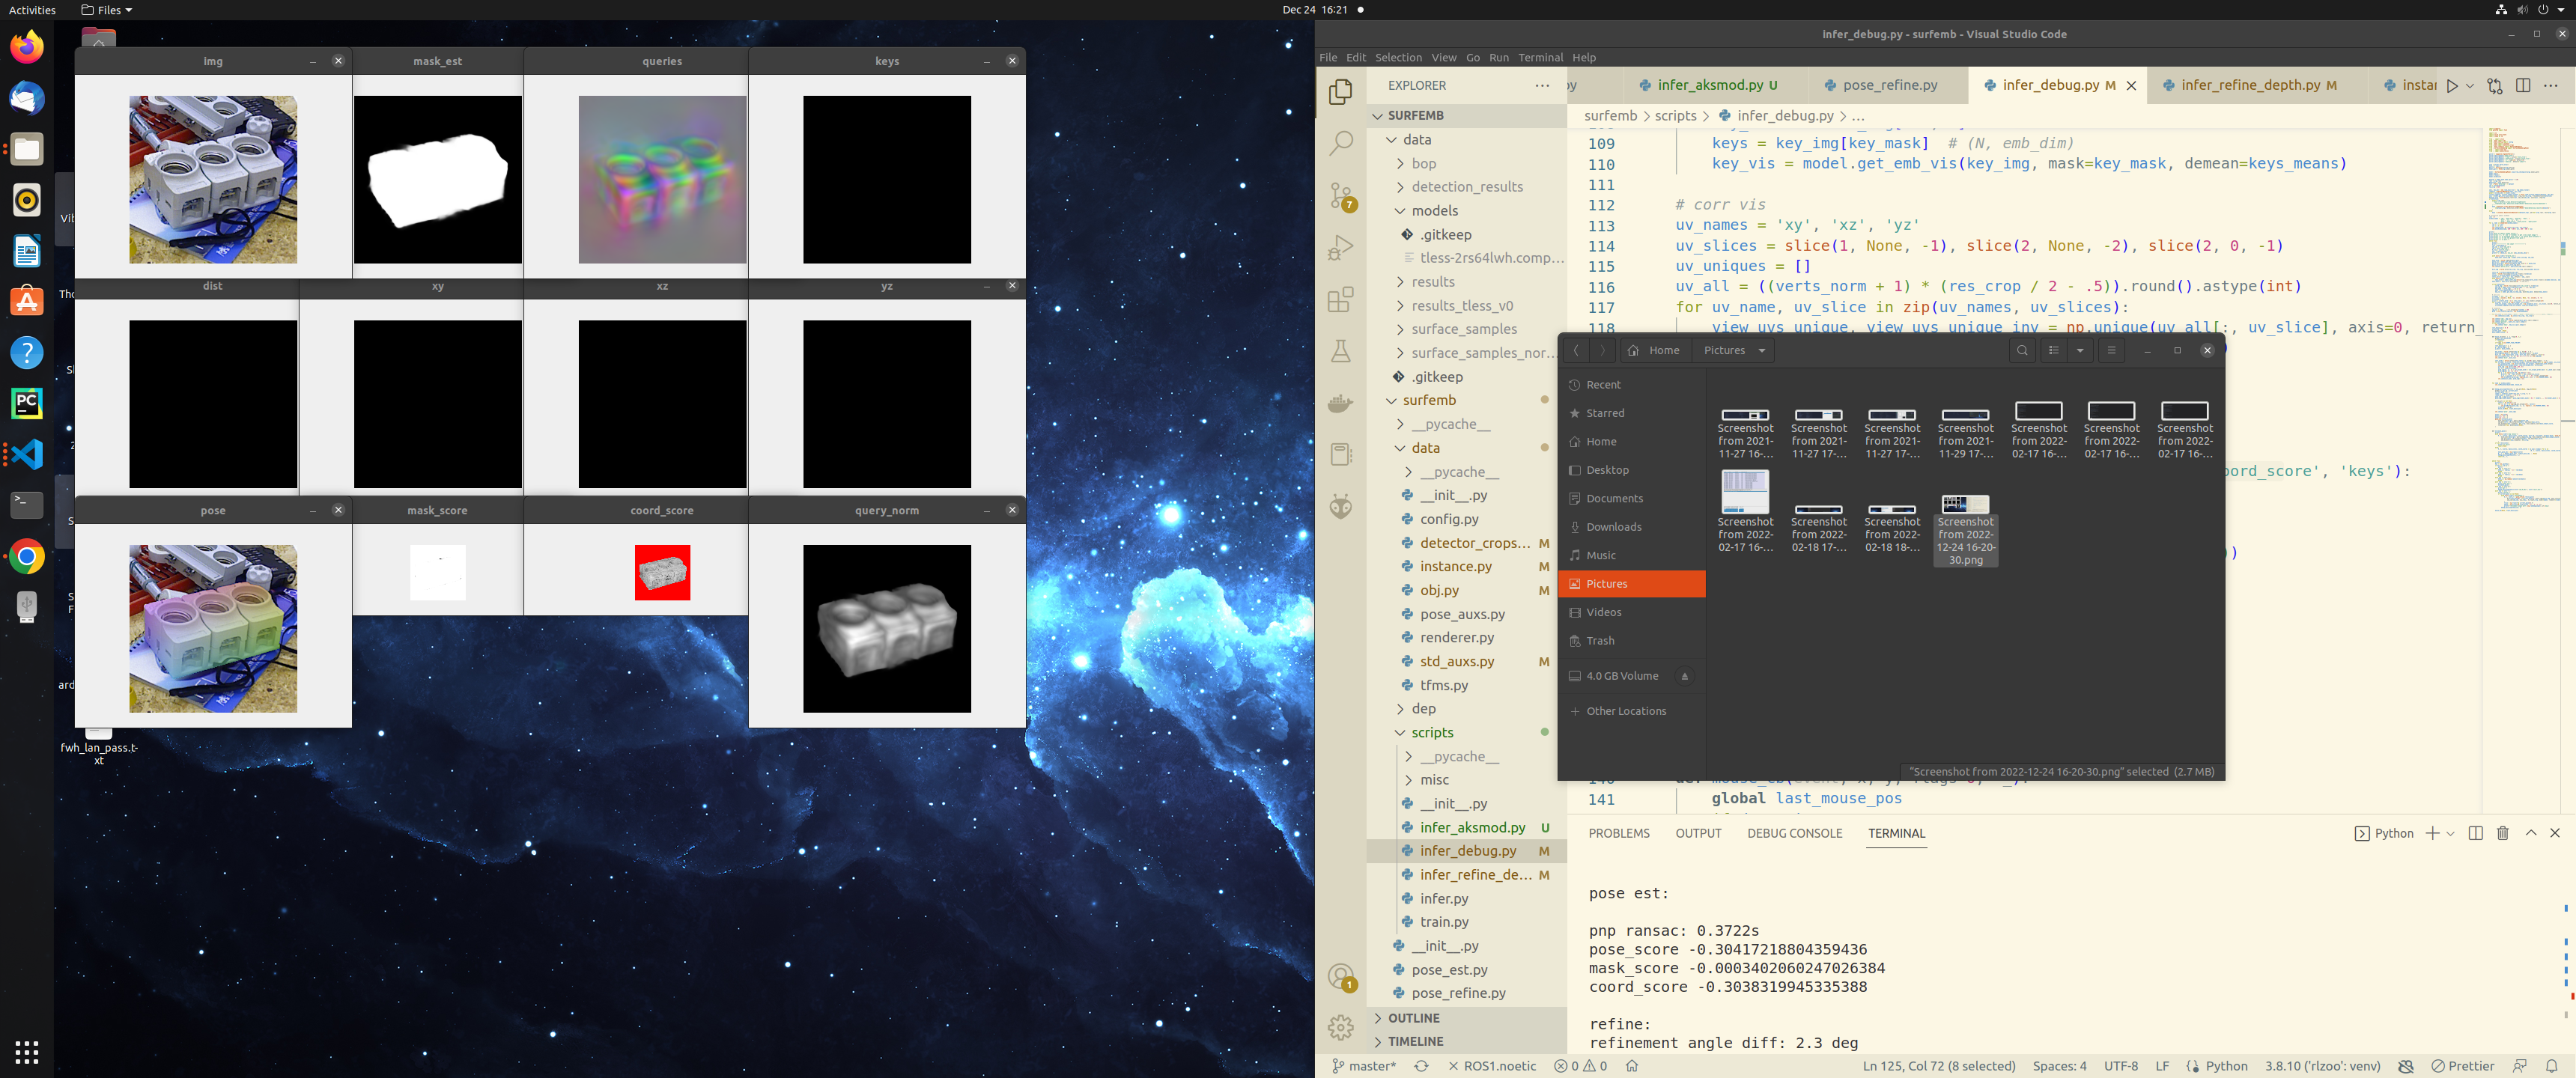 Activities
Files
Dec 24 16:21
img
mask_est
queries
keys
dist
xy
xz
yz
pose
mask_score
coord_score
query_norm
fwh_lan_pass.t-
xt
infer_debug.py - surfemb - Visual Studio Code
File Edit Selection View Go Run Terminal Help
EXPLORER
infer_aksmod.py U
pose_refine.py
infer_debug.py M
infer_refine_depth.py M
SURFEMB
data
bop
detection_results
models
.gitkeep
tless-2rs64lwh.comp...
results
results_tless_v0
surface_samples
surface_samples_nor...
.gitkeep
surfemb
__pycache__
data
__pycache__
__init__.py
config.py
detector_crops... M
instance.py M
obj.py M
pose_auxs.py
renderer.py
std_auxs.py M
tfms.py
dep
scripts
__pycache__
misc
__init__.py
infer_aksmod.py U
infer_debug.py M
infer_refine_de... M
infer.py
train.py
__init__.py
pose_est.py
pose_refine.py
OUTLINE
TIMELINE
7
1
surfemb > scripts > infer_debug.py > ...
109 keys = key_img[key_mask]  # (N, emb_dim)
110 key_vis = model.get_emb_vis(key_img, mask=key_mask, demean=keys_means)
111
112 # corr vis
113 uv_names = 'xy', 'xz', 'yz'
114 uv_slices = slice(1, None, -1), slice(2, None, -2), slice(2, 0, -1)
115 uv_uniques = []
116 uv_all = ((verts_norm + 1) * (res_crop / 2 - .5)).round().astype(int)
117 for uv_name, uv_slice in zip(uv_names, uv_slices):
118 view_uvs_unique, view_uvs_unique_inv = np.unique(uv_all[:, uv_slice], axis=0, return_
'keys'):
141 global last_mouse_pos
Home
Pictures
Recent
Starred
Home
Desktop
Documents
Downloads
Music
Pictures
Videos
Trash
4.0 GB Volume
Other Locations
Screenshot from 2021-11-27 16-...
Screenshot from 2021-11-27 17-...
Screenshot from 2021-11-27 17-...
Screenshot from 2021-11-29 17-...
Screenshot from 2022-02-17 16-...
Screenshot from 2022-02-17 16-...
Screenshot from 2022-02-17 16-...
Screenshot from 2022-02-17 16-...
Screenshot from 2022-02-18 17-...
Screenshot from 2022-02-18 18-...
Screenshot from 2022-12-24 16-20-30.png
"Screenshot from 2022-12-24 16-20-30.png" selected (2.7 MB)
PROBLEMS OUTPUT DEBUG CONSOLE TERMINAL
Python
pose est:
pnp ransac: 0.3722s
pose_score -0.30417218804359436
mask_score -0.0003402060247026384
coord_score -0.3038319945335388
refine:
refinement angle diff: 2.3 deg
master* ROS1.noetic 0 0
Ln 125, Col 72 (8 selected) Spaces: 4 UTF-8 LF Python 3.8.10 ('rlzoo': venv) Prettier